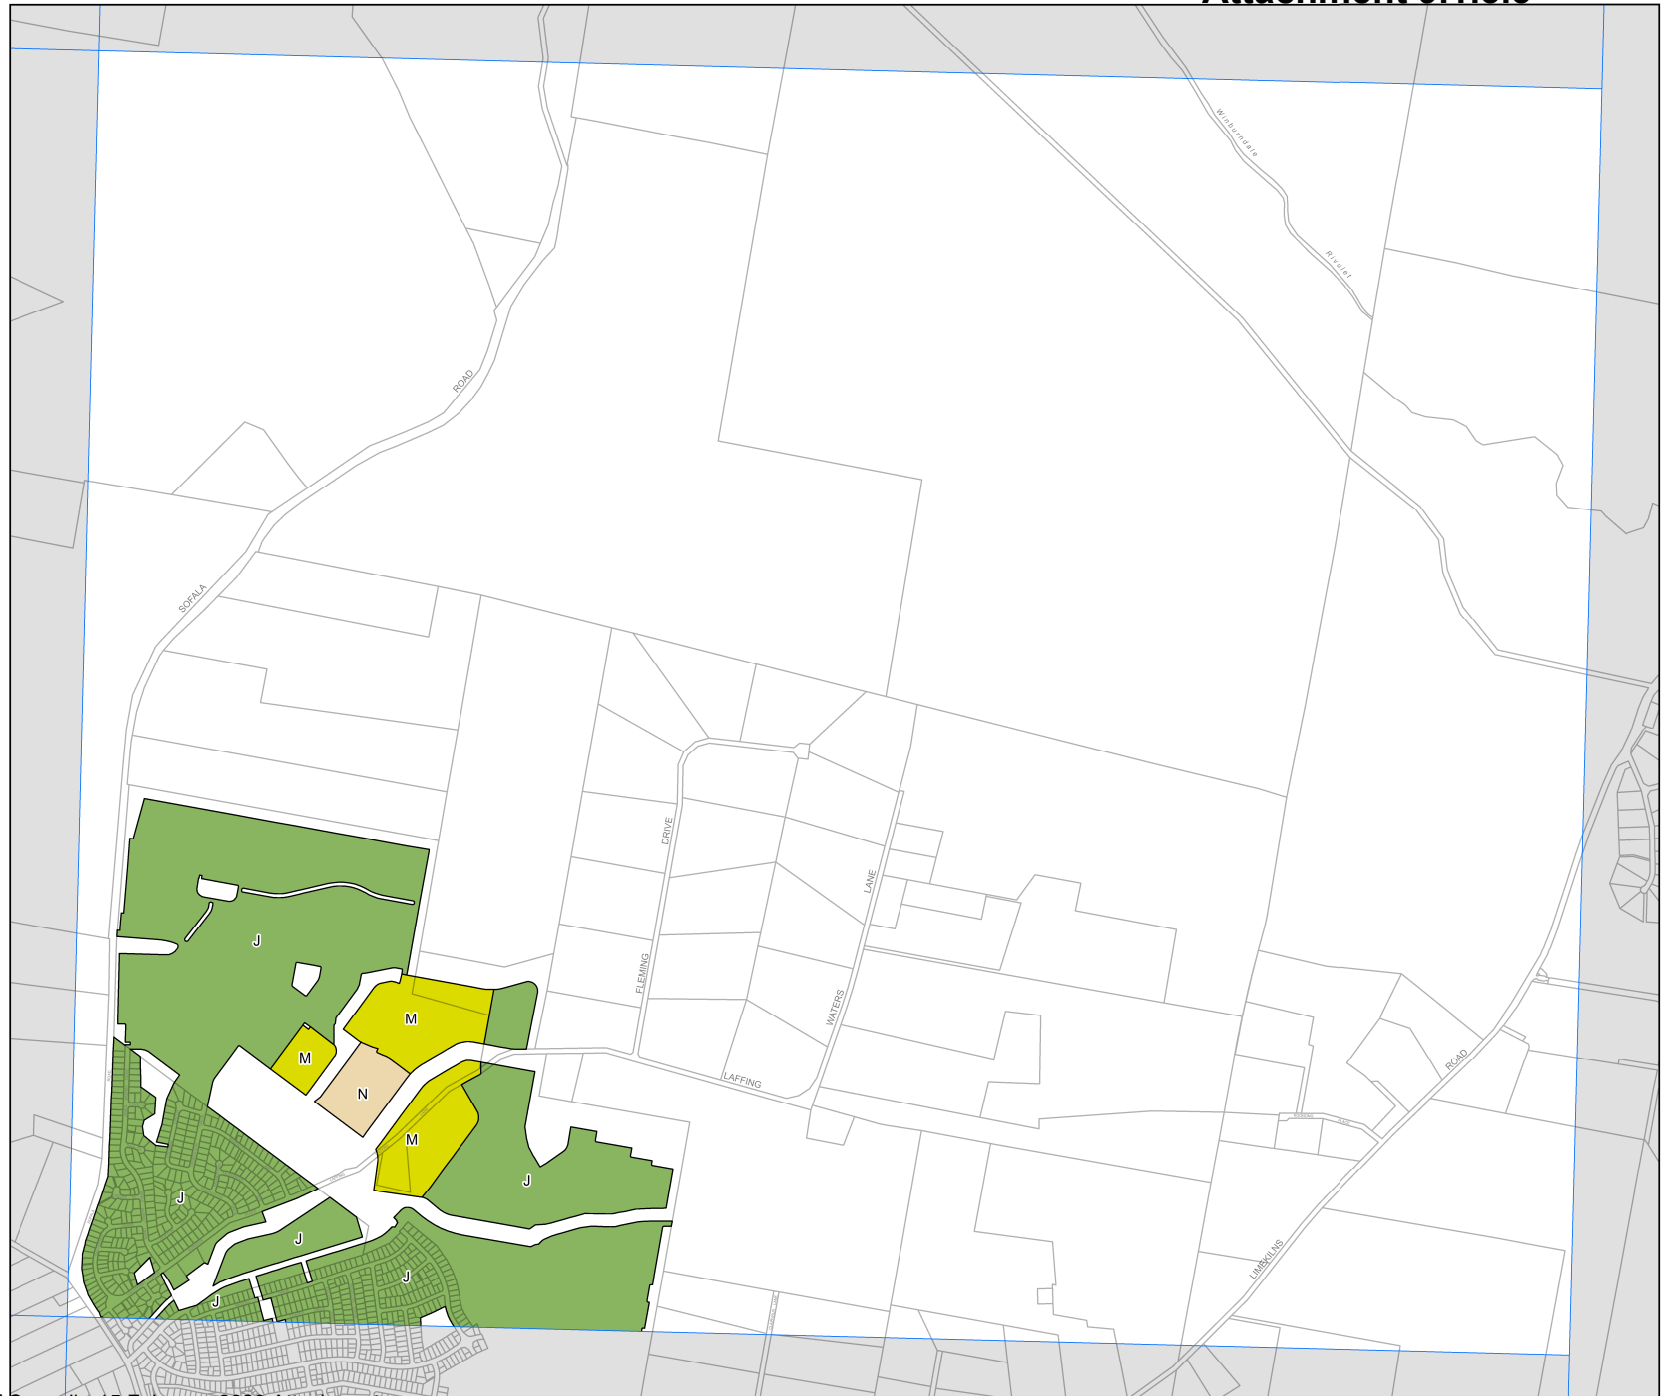 Winburndale
Rivulet
ROAD
SOFALA
DRIVE
LANE
J
FLEMING
WATERS
M
M
ROAD
LAFFING
N
M
J
J
J
LIMEKILNS
J
J